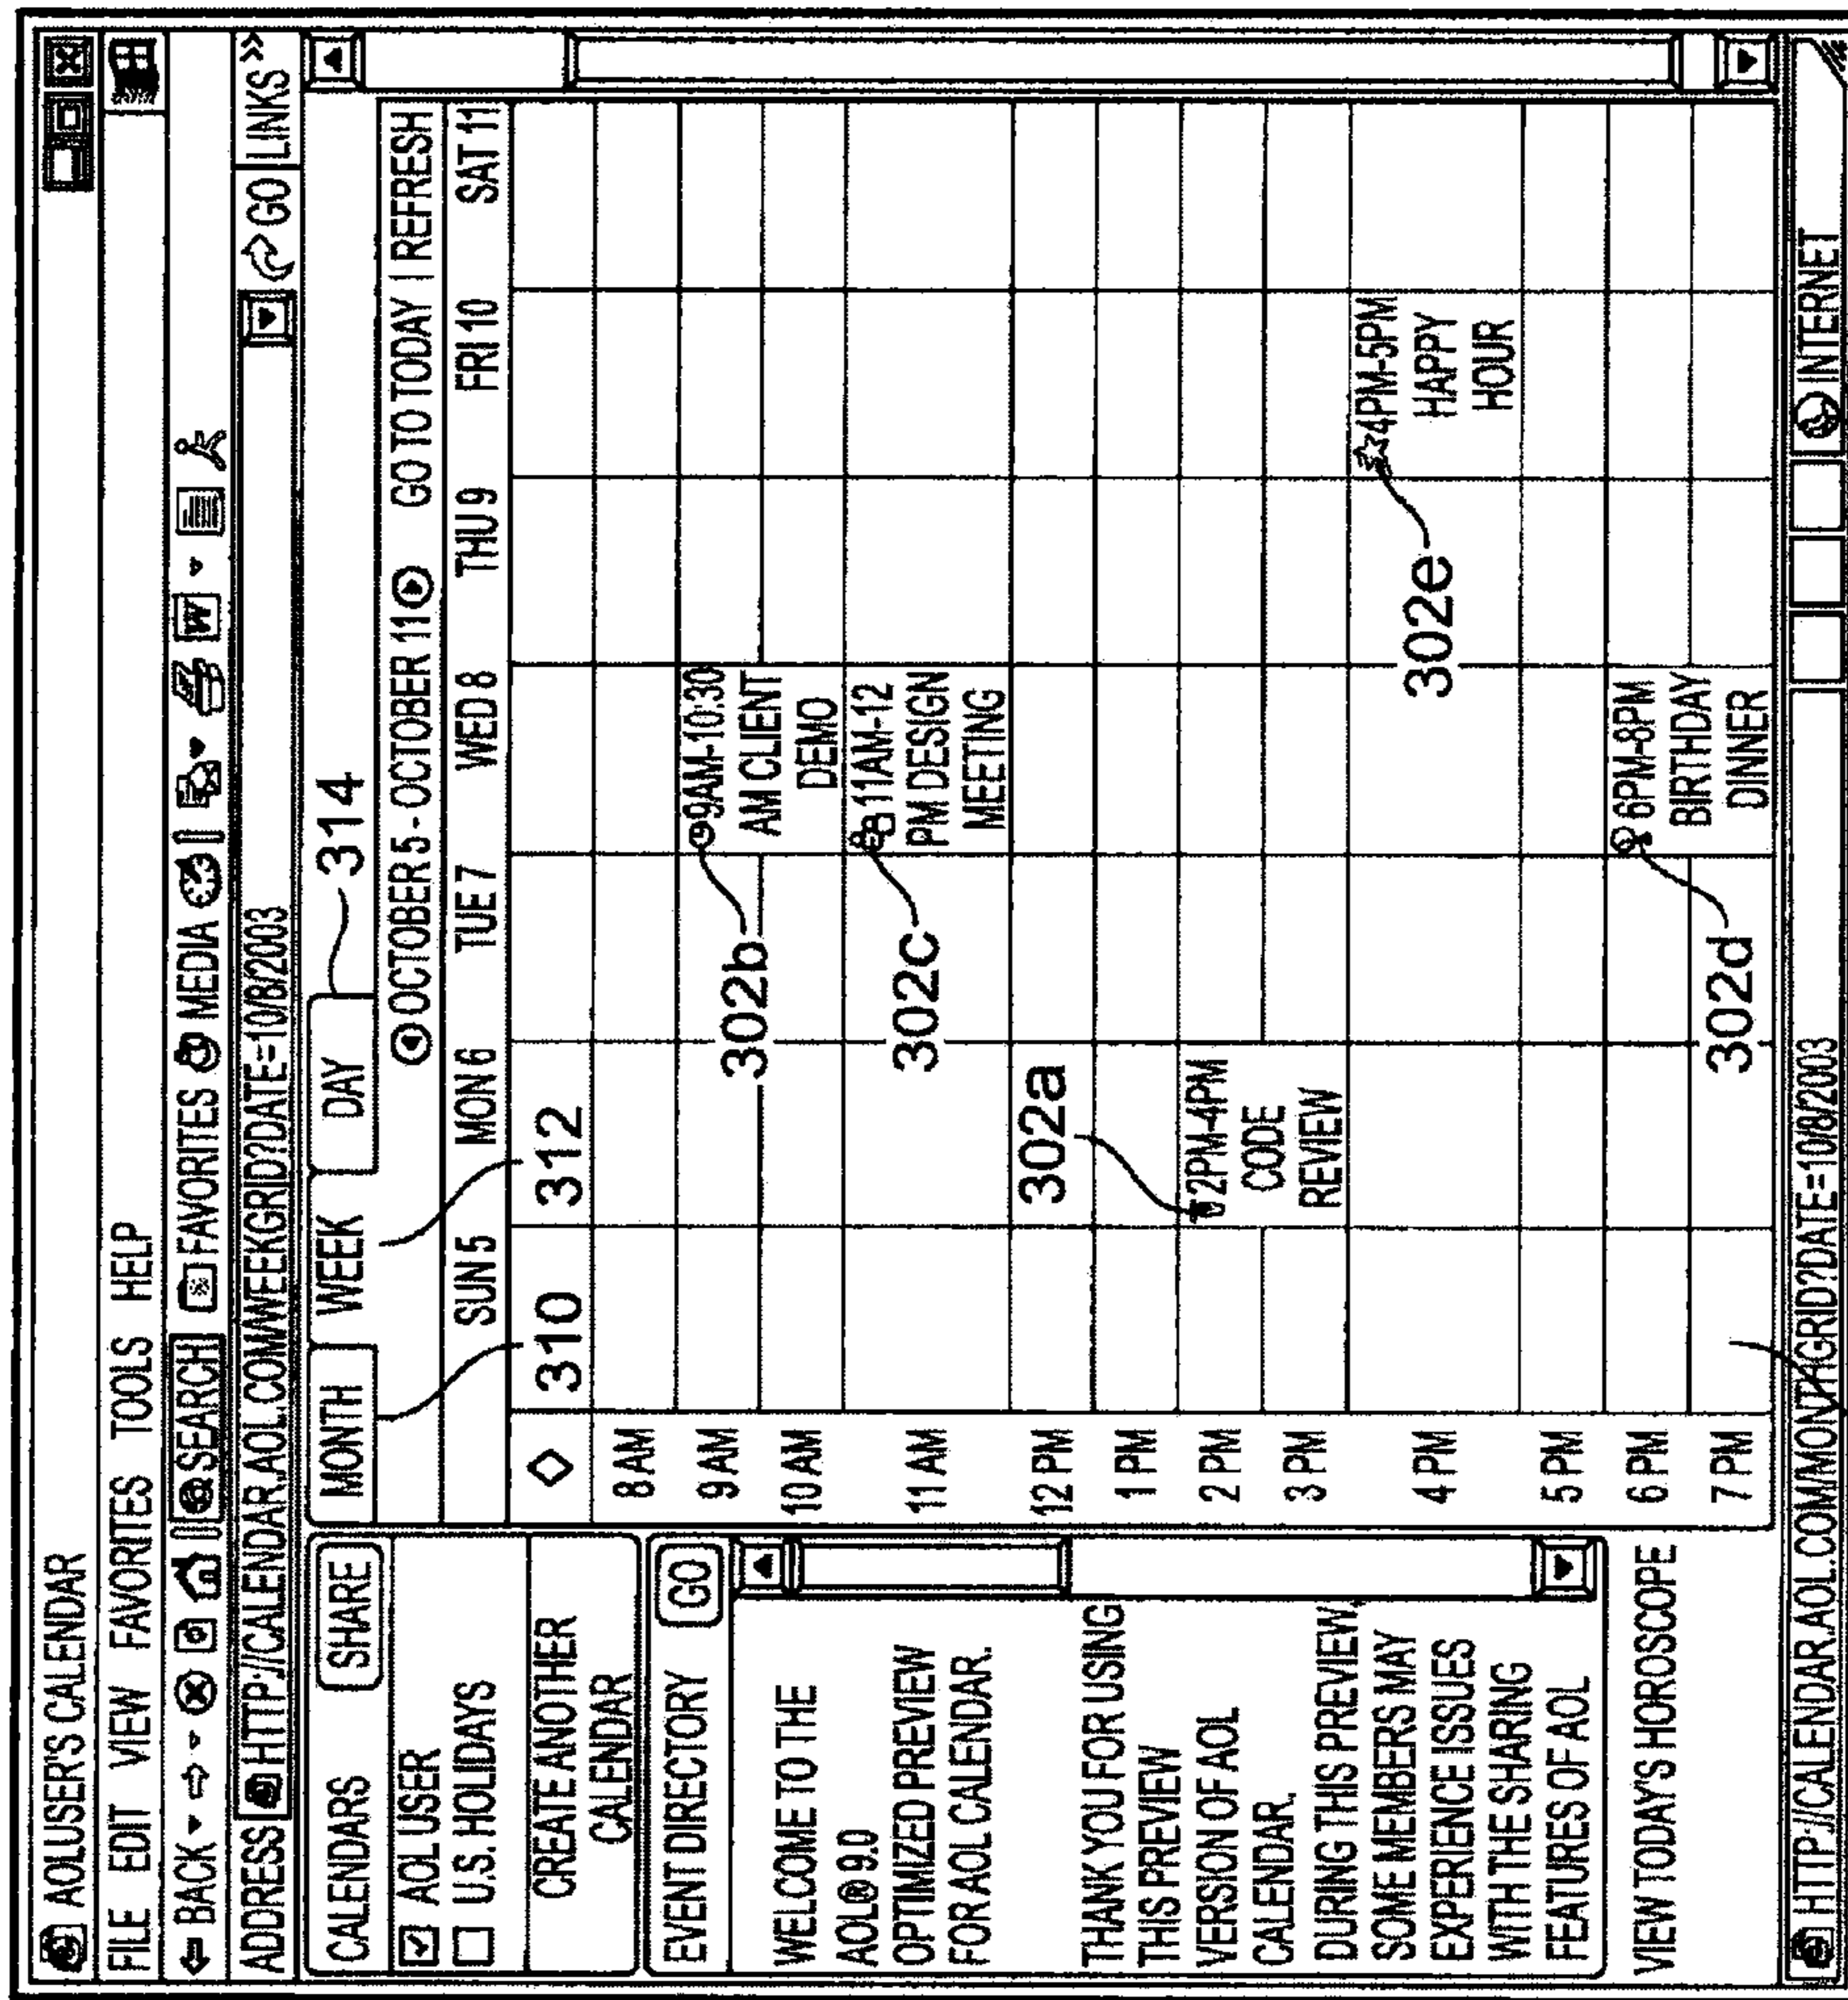 AOLUSER'S CALENDAR
FILE EDIT VIEW FAVORITES TOOLS HELP
BACK SEARCH FAVORITES MEDIA W
ADDRESS HTTP://CALENDAR.AOL.COM/WEEKGRID?DATE=10/8/2003 GO LINKS »
CALENDARS SHARE
AOL USER
U.S. HOLIDAYS
CREATE ANOTHER
CALENDAR
EVENT DIRECTORY GO
WELCOME TO THE
AOL® 9.0
OPTIMIZED PREVIEW
FOR AOL CALENDAR.
THANK YOU FOR USING
THIS PREVIEW
VERSION OF AOL
CALENDAR.
DURING THIS PREVIEW,
SOME MEMBERS MAY
EXPERIENCE ISSUES
WITH THE SHARING
FEATURES OF AOL
VIEW TODAY'S HOROSCOPE
MONTH WEEK DAY 314
OCTOBER 5 - OCTOBER 11 GO TO TODAY | REFRESH
SUN 5 MON 6 TUE 7 WED 8 THU 9 FRI 10 SAT 11
310 312
8 AM
9 AM
10 AM
11 AM
12 PM
1 PM
2 PM
3 PM
4 PM
5 PM
6 PM
7 PM
302b
9AM-10:30
AM CLIENT
DEMO
302c
11AM-12
PM DESIGN
MEETING
302a
2PM-4PM
CODE
REVIEW
302e
4PM-5PM
HAPPY
HOUR
302d
6PM-8PM
BIRTHDAY
DINNER
HTTP://CALENDAR.AOL.COM/MONTHGRID?DATE=10/8/2003 INTERNET